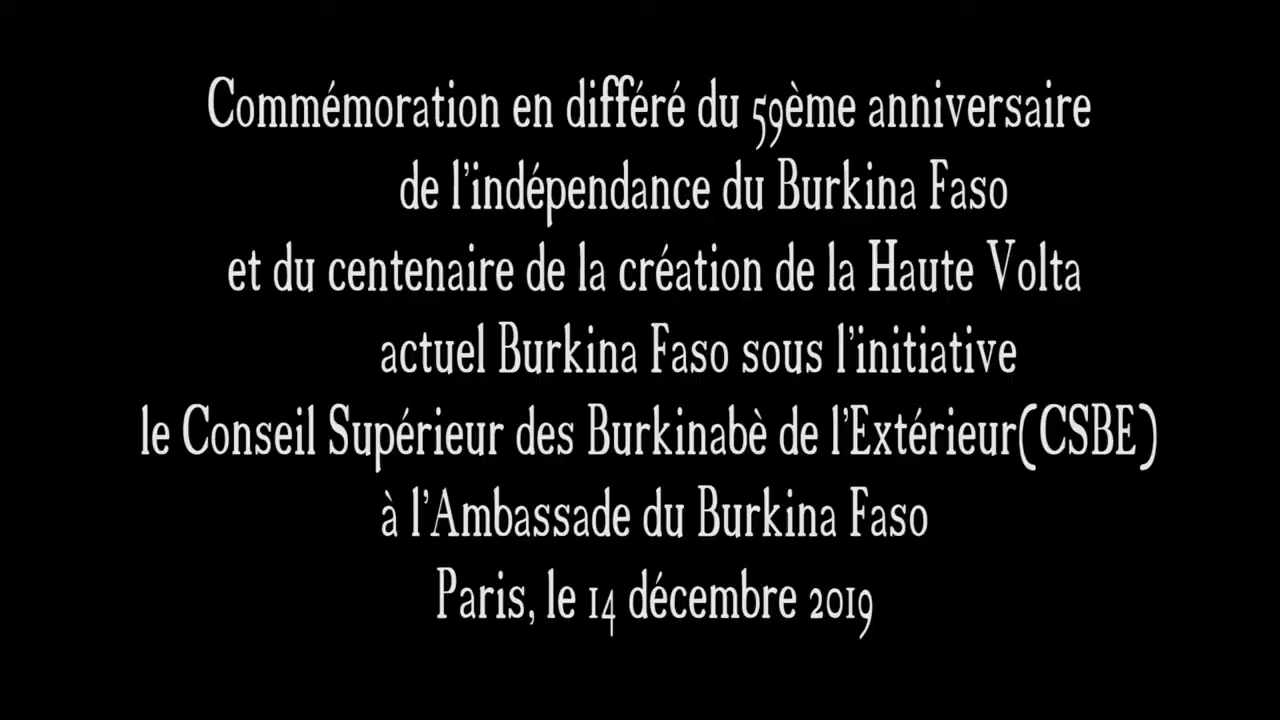 Commémoration en différé du 59ème anniversaire
de l'indépendance du Burkina Faso
et du centenaire de la création de la Haute Volta
actuel Burkina Faso sous l'initiative
le Conseil Supérieur des Burkinabè de l'Extérieur(CSBE)
à l'Ambassade du Burkina Faso
Paris, le 14 décembre 2019